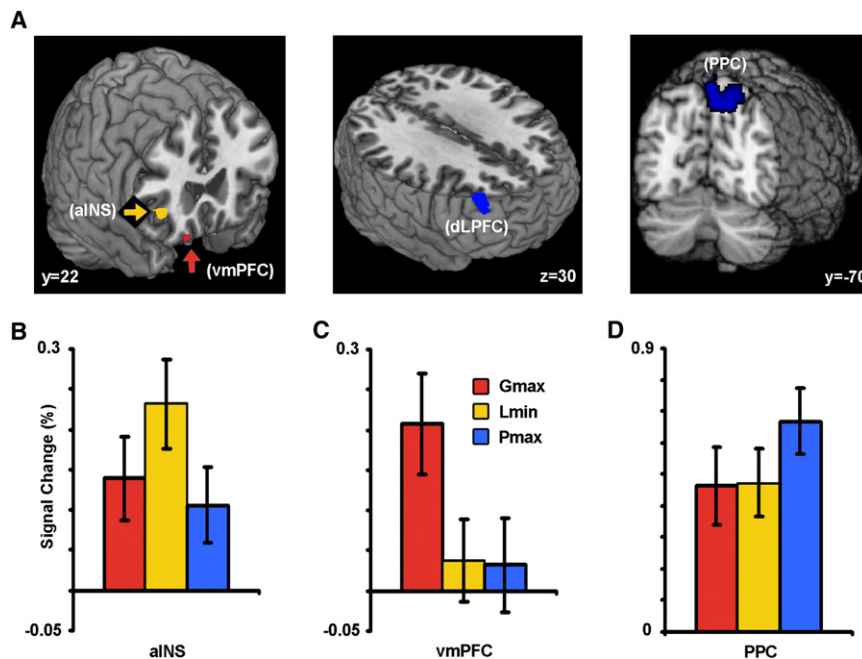 A
(aINS)
(vmPFC)
y=22
(dLPFC)
z=30
(PPC)
y=-70
B
0.3
Signal Change (%)
-0.05
aINS
C
0.3
Gmax
Lmin
Pmax
-0.05
vmPFC
D
0.9
0
PPC